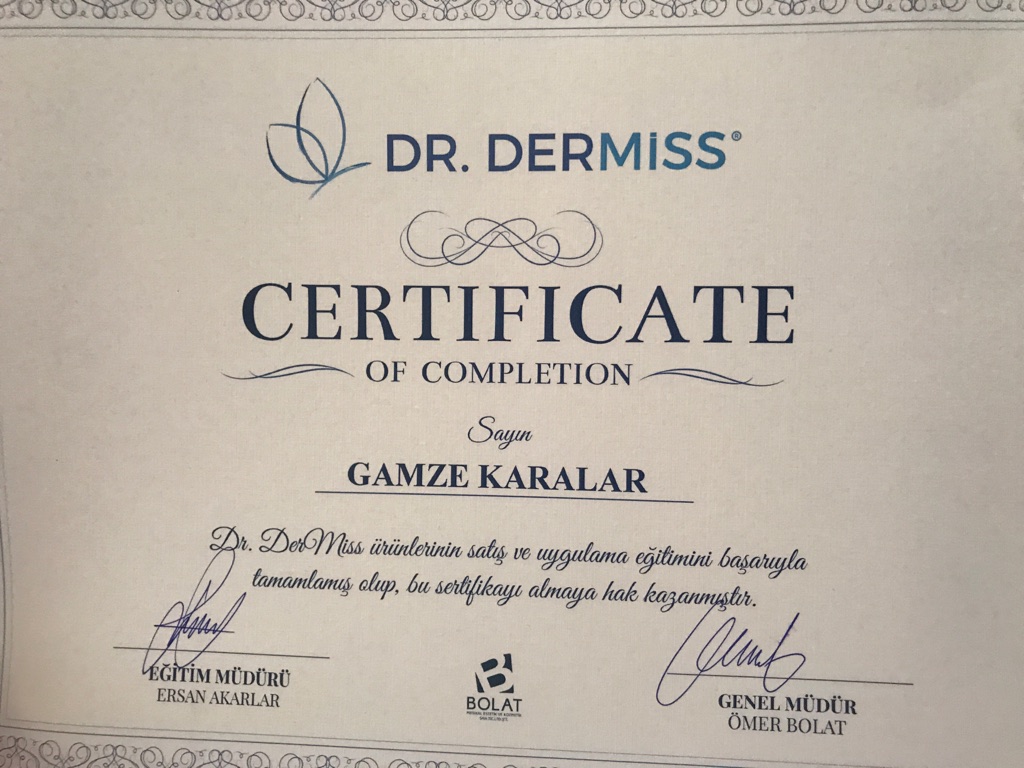 DR. DERMiSS®
CERTIFICATE
OF COMPLETION
Sayın
GAMZE KARALAR
Dr. DerMiss ürünlerinin satış ve uygulama eğitimini başarıyla
tamamlamış olup, bu sertifikayı almaya hak kazanmıştır.
EĞİTİM MÜDÜRÜ
ERSAN AKARLAR
BOLAT
GENEL MÜDÜR
ÖMER BOLAT